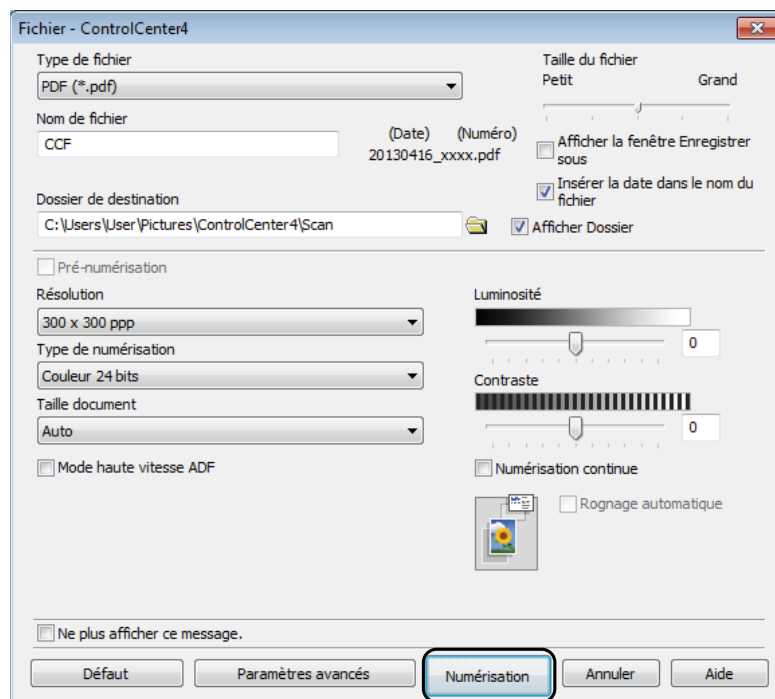 Fichier - ControlCenter4
Type de fichier
PDF (*.pdf)
Taille du fichier
Petit Grand
Nom de fichier
CCF
(Date) (Numéro)
20130416_xxxx.pdf
Afficher la fenêtre Enregistrer
sous
Insérer la date dans le nom du
fichier
Dossier de destination
C:\Users\User\Pictures\ControlCenter4\Scan
Afficher Dossier
Pré-numérisation
Résolution
300 x 300 ppp
Type de numérisation
Couleur 24 bits
Taille document
Auto
Mode haute vitesse ADF
Luminosité
0
Contraste
0
Numérisation continue
Rognage automatique
Ne plus afficher ce message.
Défaut Paramètres avancés Numérisation Annuler Aide